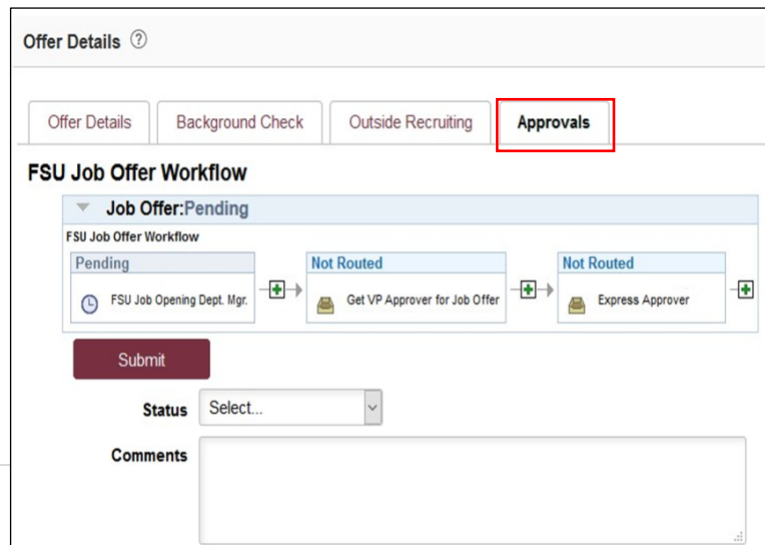 Offer Details ?
Offer Details Background Check Outside Recruiting Approvals
FSU Job Offer Workflow
Job Offer:Pending
FSU Job Offer Workflow
Pending Not Routed Not Routed
FSU Job Opening Dept. Mgr. Get VP Approver for Job Offer Express Approver
Submit
Status Select...
Comments